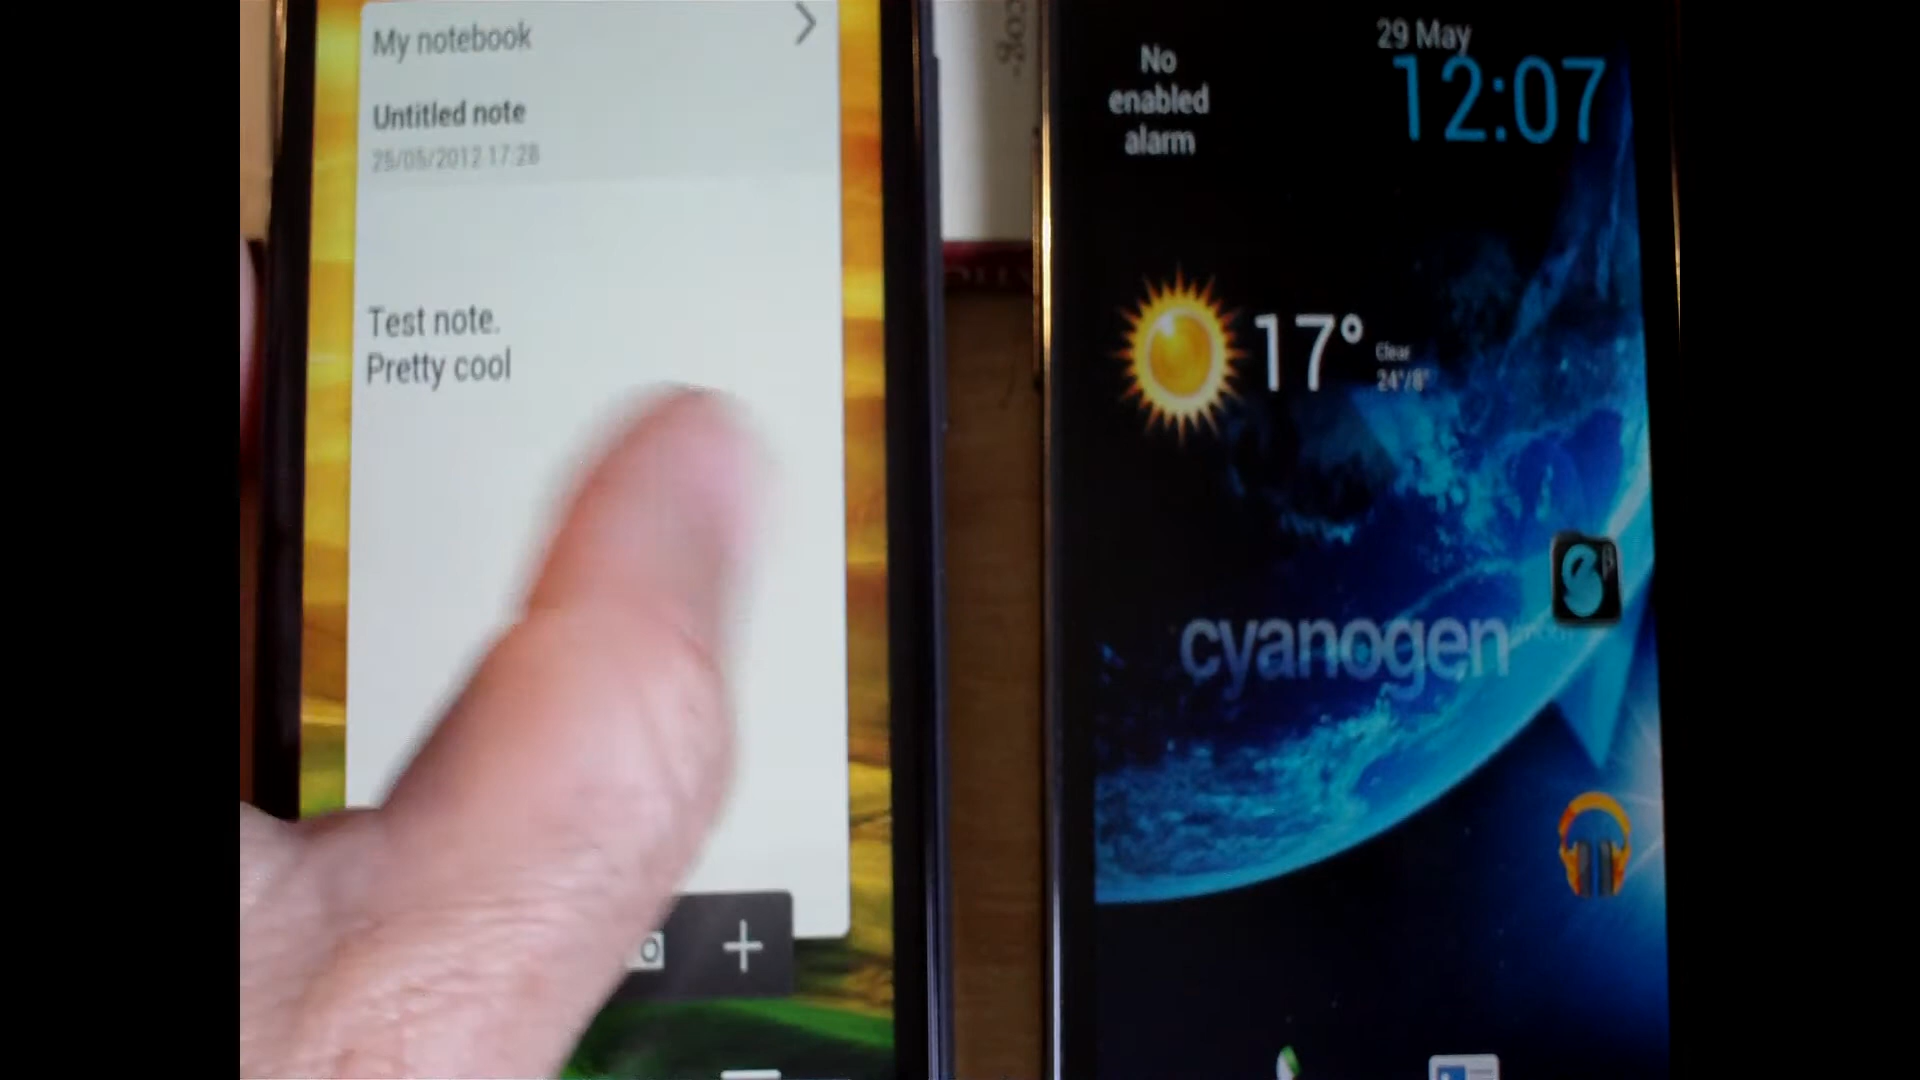 My notebook
Untitled note
25/05/2012 17:28
Test note.
Pretty cool
No
enabled
alarm
29 May
12:07
17°
Clear
24°/8°
cyanogen